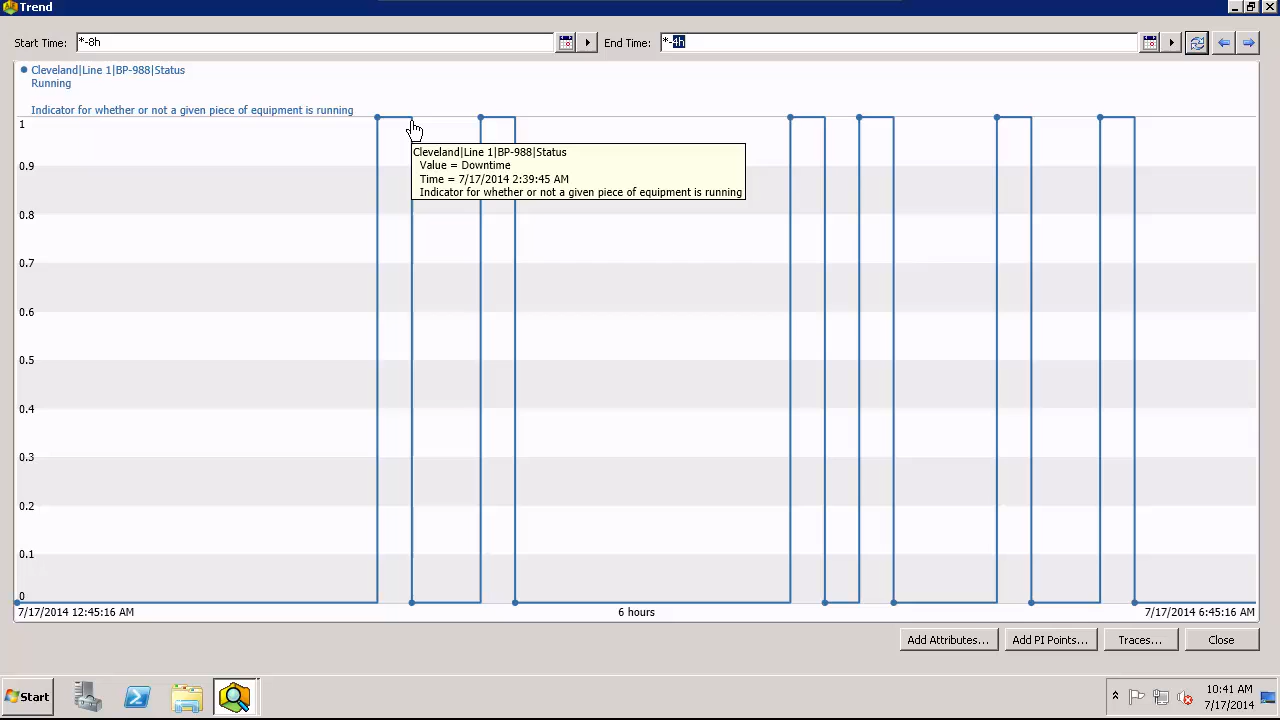 Trend
Start Time: *-8h End Time: *-4h
Cleveland|Line 1|BP-988|Status
Running
Indicator for whether or not a given piece of equipment is running
1
Cleveland|Line 1|BP-988|Status
Value = Downtime
Time = 7/17/2014 2:39:45 AM
Indicator for whether or not a given piece of equipment is running
0.9
0.8
0.7
0.6
0.5
0.4
0.3
0.2
0.1
0
7/17/2014 12:45:16 AM 6 hours 7/17/2014 6:45:16 AM
Add Attributes... Add PI Points... Traces... Close
Start 10:41 AM
7/17/2014